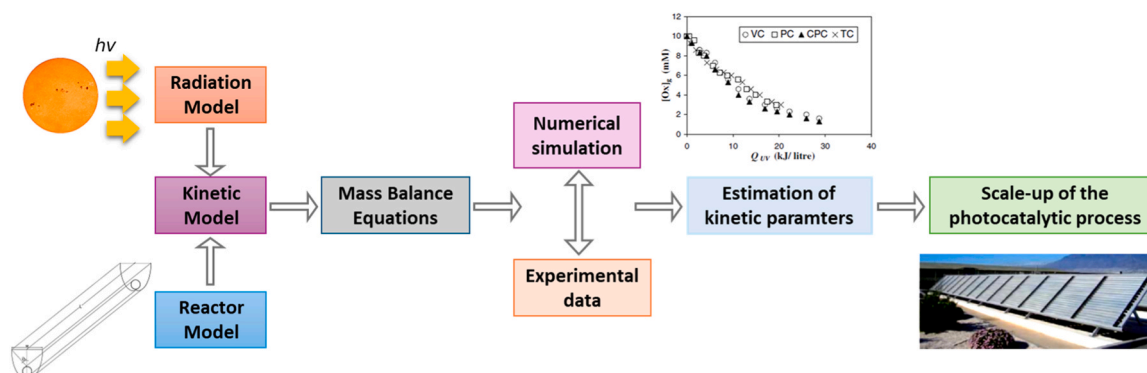 hv
Radiation
Model
Kinetic
Model
Reactor
Model
Mass Balance
Equations
Numerical
simulation
Experimental
data
12
10
8
6
4
2
0
[Ox]g (mM)
VC PC CPC TC
0 10 20 30 40
QUV (kJ/ litre)
Estimation of
kinetic paramters
Scale-up of the
photocatalytic process